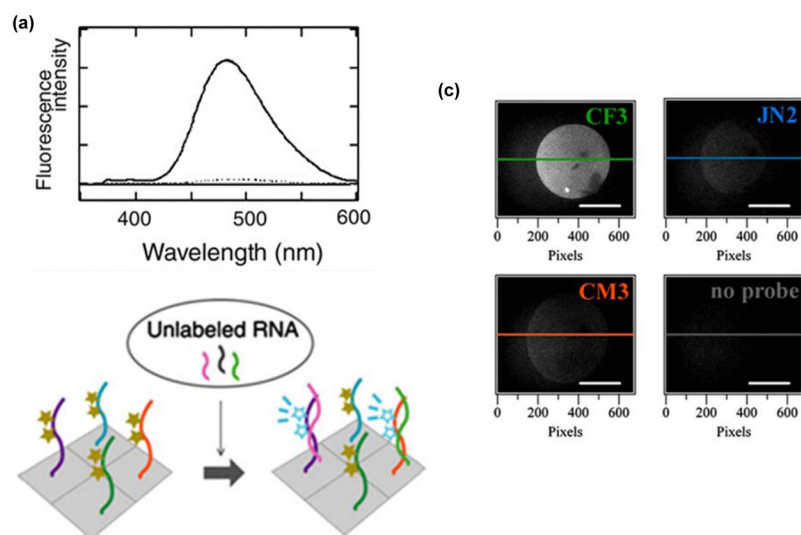 (a)
Fluorescence
intensity
400 500 600
Wavelength (nm)
Unlabeled RNA
(c)
CF3
0 200 400 600
Pixels
JN2
0 200 400 600
Pixels
CM3
0 200 400 600
Pixels
no probe
0 200 400 600
Pixels